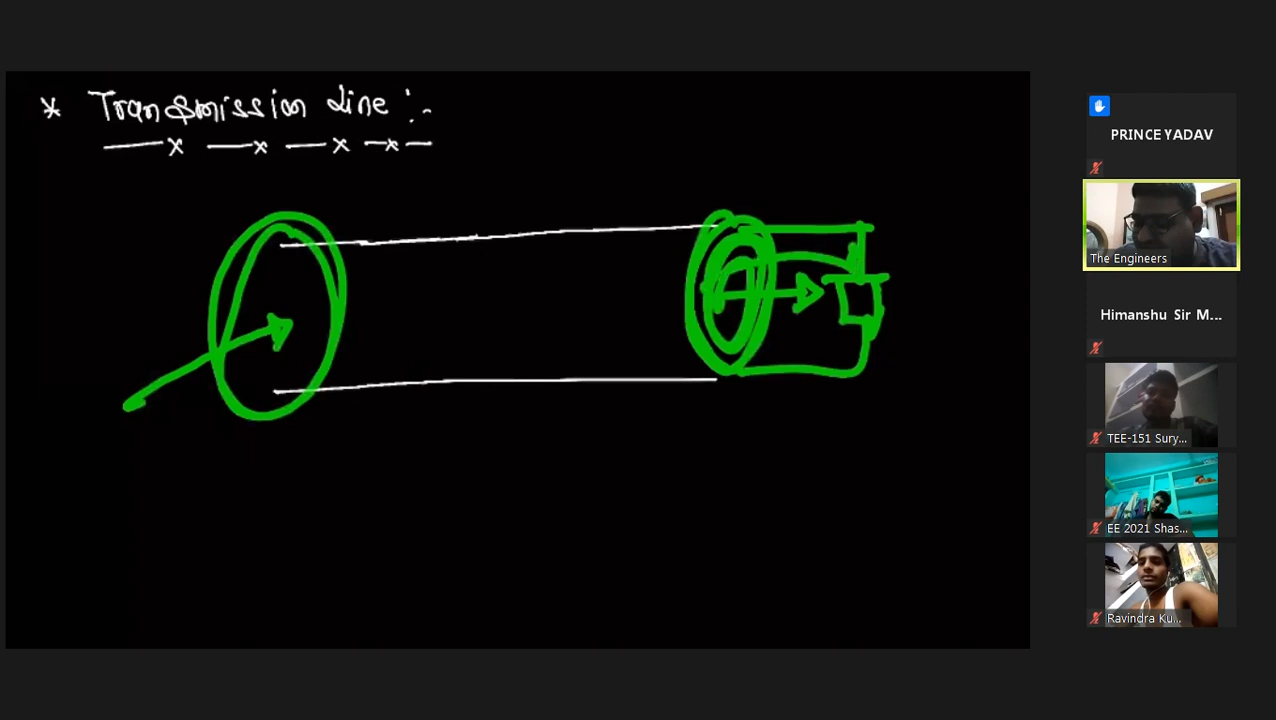 * Transmission Line :-
PRINCE YADAV
The Engineers
Himanshu Sir M...
TEE-151 Sury...
EE 2021 Shas...
Ravindra Ku...